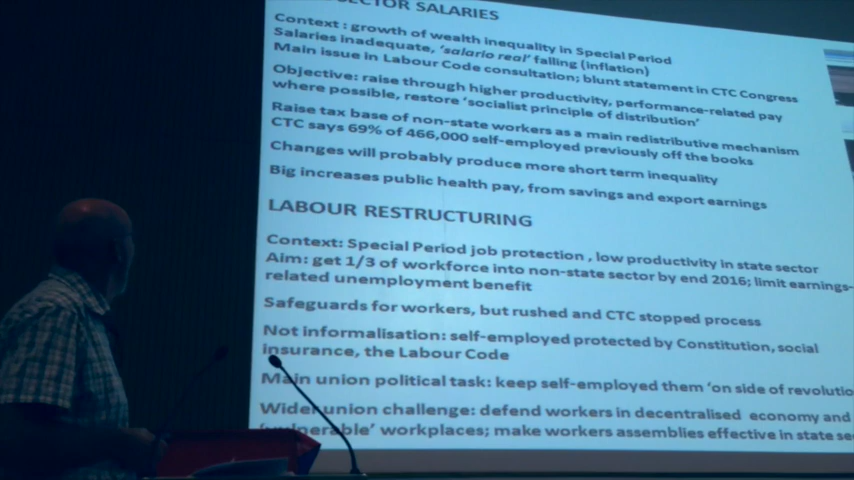 SECTOR SALARIES
Context : growth of wealth inequality in Special Period
Salaries inadequate, 'salario real' falling (inflation)
Main issue in Labour Code consultation; blunt statement in CTC Congress
Objective: raise through higher productivity, performance-related pay
where possible, restore 'socialist principle of distribution'
Raise tax base of non-state workers as a main redistributive mechanism
CTC says 69% of 466,000 self-employed previously off the books
Changes will probably produce more short term inequality
Big increases public health pay, from savings and export earnings
LABOUR RESTRUCTURING
Context: Special Period job protection , low productivity in state sector
Aim: get 1/3 of workforce into non-state sector by end 2016; limit earnings-
related unemployment benefit
Safeguards for workers, but rushed and CTC stopped process
Not informalisation: self-employed protected by Constitution, social
insurance, the Labour Code
Main union political task: keep self-employed them 'on side of revolutio
Wider union challenge: defend workers in decentralised economy and
'vulnerable' workplaces; make workers assemblies effective in state se